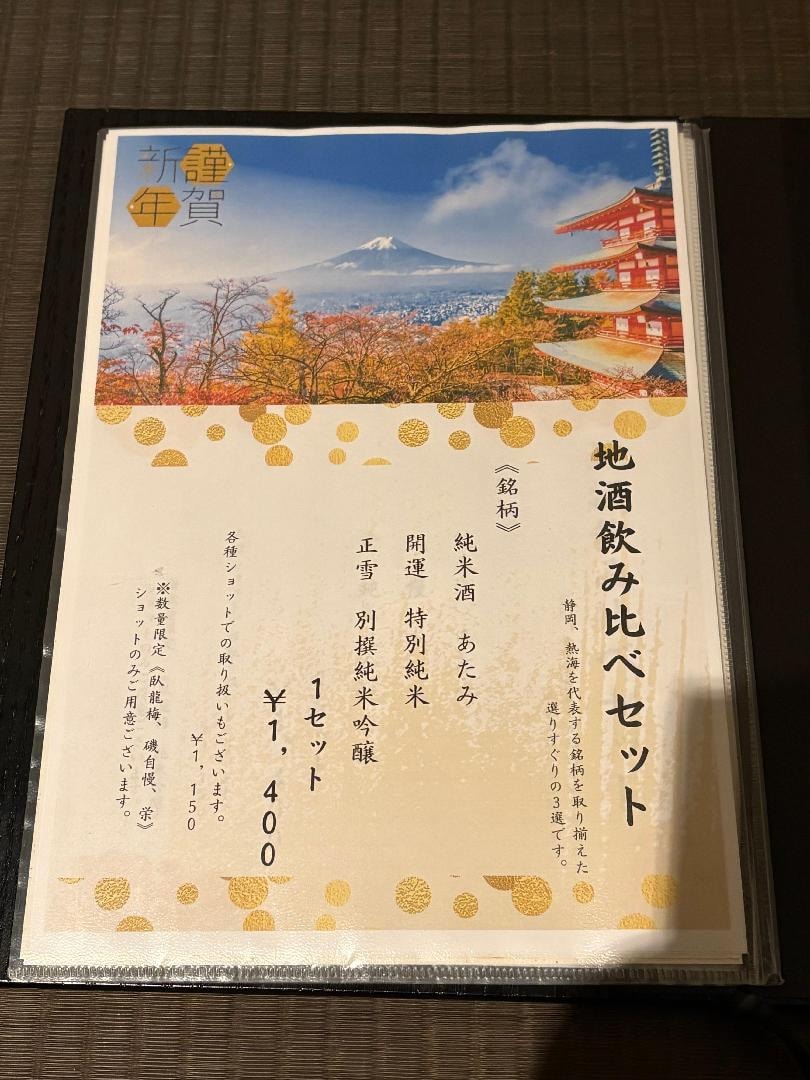 謹賀
新年
地酒飲み比べセット
静岡、熱海を代表する銘柄を取り揃えた
選りすぐりの3選です。
《銘柄》
純米酒 あたみ
開運 特別純米
正雪 別撰純米吟醸
1セット
¥1,400
各種ショットでの取り扱いもございます。
¥1,150
※数量限定《臥龍梅、磯自慢、栄》
ショットのみご用意ございます。